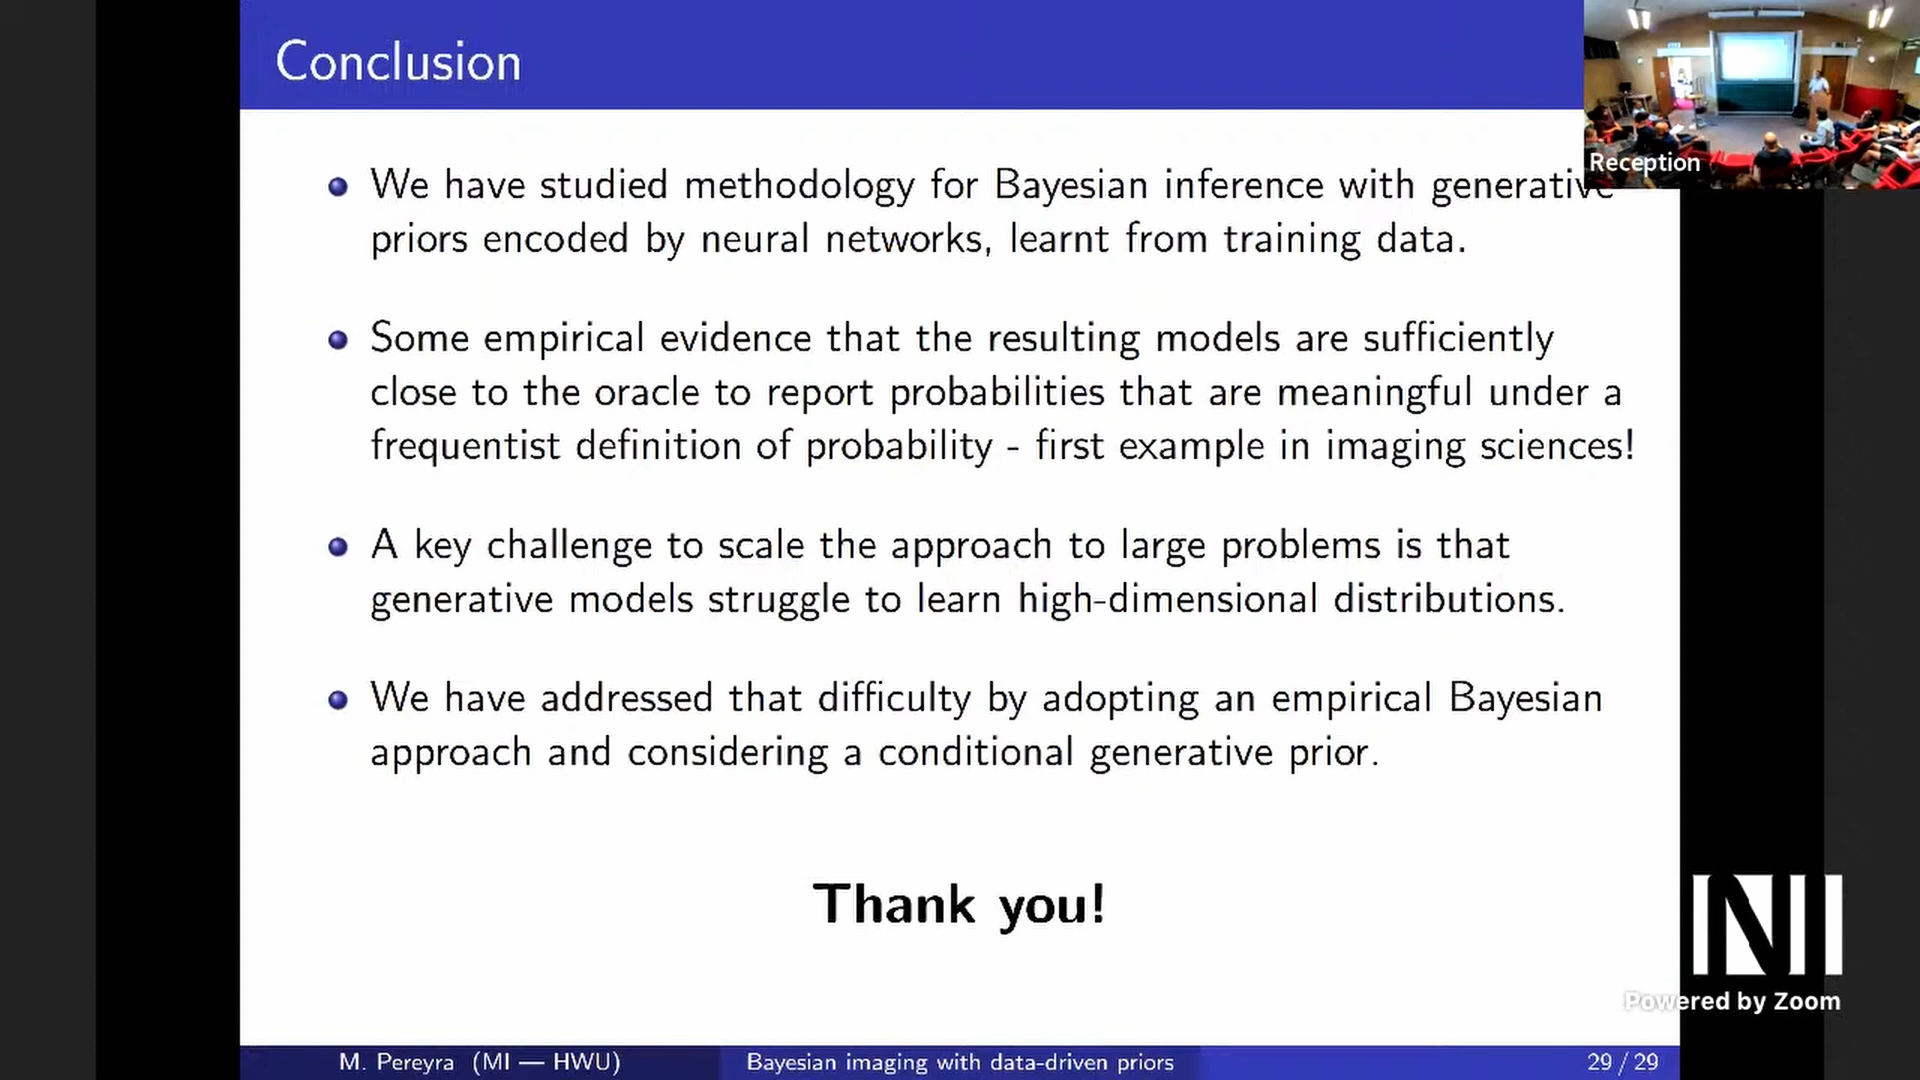 Conclusion
Reception
We have studied methodology for Bayesian inference with generative
priors encoded by neural networks, learnt from training data.
Some empirical evidence that the resulting models are sufficiently
close to the oracle to report probabilities that are meaningful under a
frequentist definition of probability - first example in imaging sciences!
A key challenge to scale the approach to large problems is that
generative models struggle to learn high-dimensional distributions.
We have addressed that difficulty by adopting an empirical Bayesian
approach and considering a conditional generative prior.
Thank you!
NI
Powered by Zoom
M. Pereyra (MI — HWU)
Bayesian imaging with data-driven priors
29 / 29